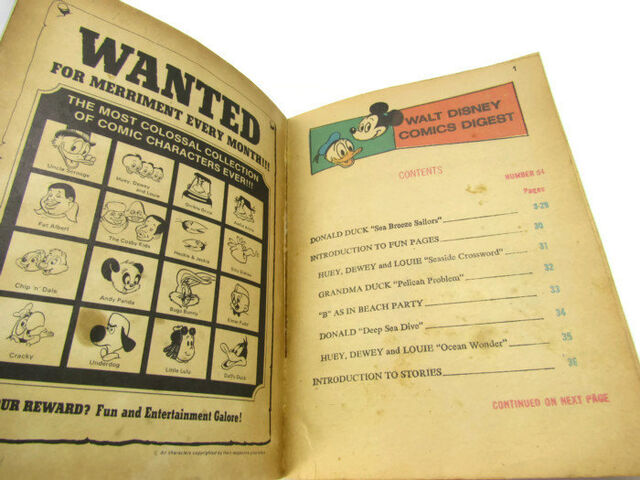 WANTED
FOR MERRIMENT EVERY MONTH!!!
THE MOST COLOSSAL COLLECTION
OF COMIC CHARACTERS EVER!!!
Uncle Scrooge
Huey, Dewey
and Louie
Fat Albert
The Cosby Kids
Heckle & Jeckle
Chip 'n' Dale
Andy Panda
Bugs Bunny
Elmer Fudd
Cracky
Underdog
Little Lulu
Daffy Duck
UR REWARD? Fun and Entertainment Galore!
1
WALT DISNEY
COMICS DIGEST
CONTENTS
NUMBER 54
Pages
DONALD DUCK "Sea Breeze Sailors" 3-29
INTRODUCTION TO FUN PAGES 30
HUEY, DEWEY and LOUIE "Seaside Crossword" 31
GRANDMA DUCK "Pelican Problem" 32
"B" AS IN BEACH PARTY 33
DONALD "Deep Sea Dive" 34
HUEY, DEWEY and LOUIE "Ocean Wonder" 35
INTRODUCTION TO STORIES 36
CONTINUED ON NEXT PAGE